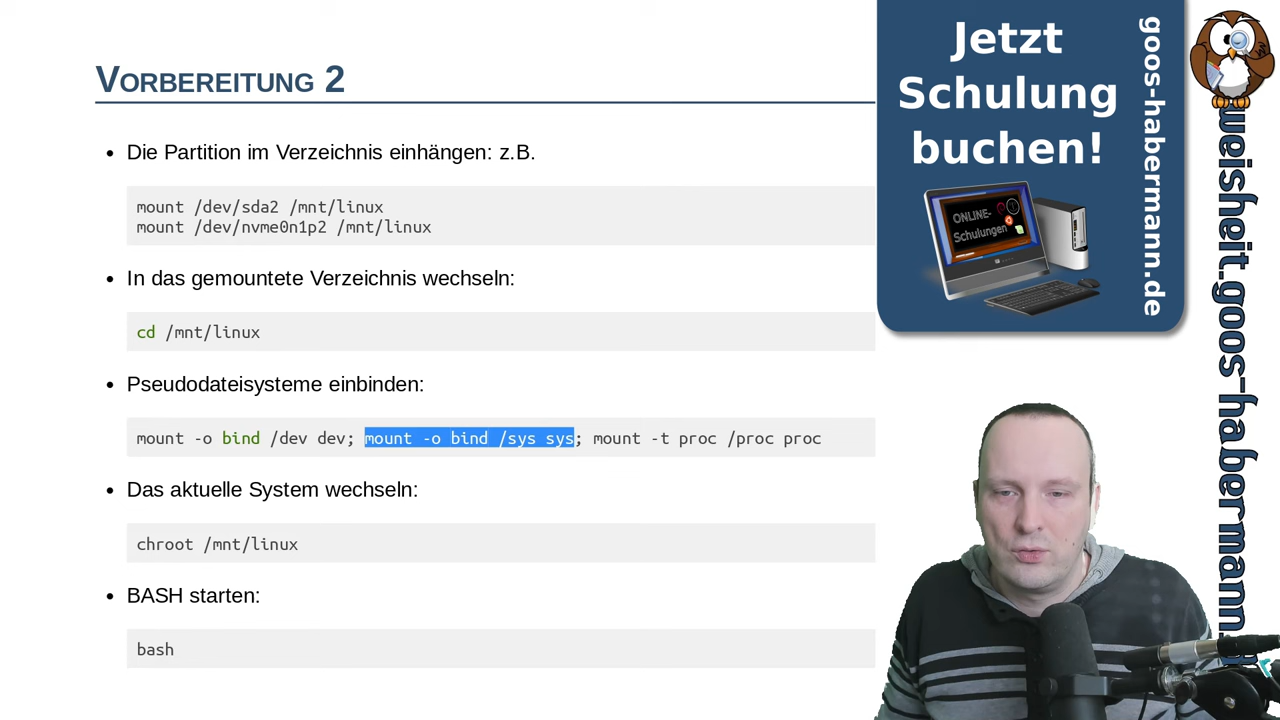 VORBEREITUNG 2
• Die Partition im Verzeichnis einhängen: z.B.
mount /dev/sda2 /mnt/linux
mount /dev/nvme0n1p2 /mnt/linux
• In das gemountete Verzeichnis wechseln:
cd /mnt/linux
• Pseudodateisysteme einbinden:
mount -o bind /dev dev; mount -o bind /sys sys; mount -t proc /proc proc
• Das aktuelle System wechseln:
chroot /mnt/linux
• BASH starten:
bash
Jetzt
Schulung
buchen!
goos-habermann.de
ONLINE-
Schulungen
weisheit.goos-habermann.d